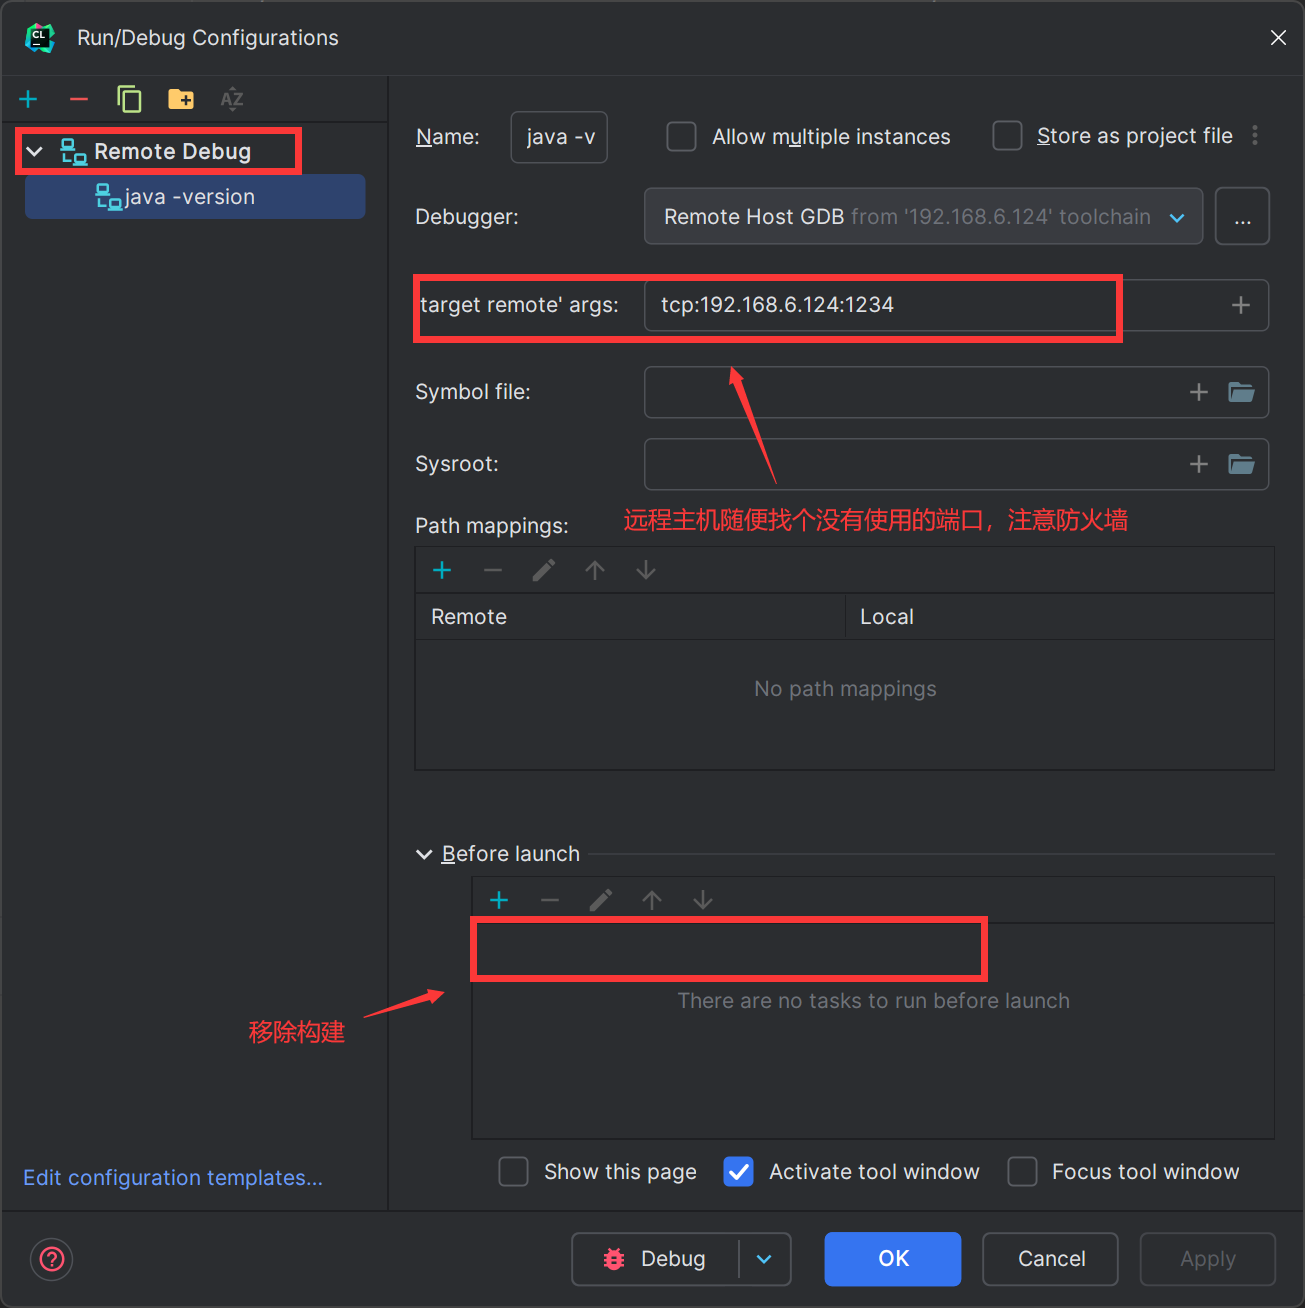 CL
Run/Debug Configurations
AZ
Remote Debug
java -version
Name:
java -v
Allow multiple instances
Store as project file
Debugger:
Remote Host GDB from '192.168.6.124' toolchain
...
target remote' args:
tcp:192.168.6.124:1234
Symbol file:
Sysroot:
远程主机随便找个没有使用的端口，注意防火墙
Path mappings:
Remote
Local
No path mappings
Before launch
There are no tasks to run before launch
移除构建
Show this page
Activate tool window
Focus tool window
Edit configuration templates...
?
Debug
OK
Cancel
Apply